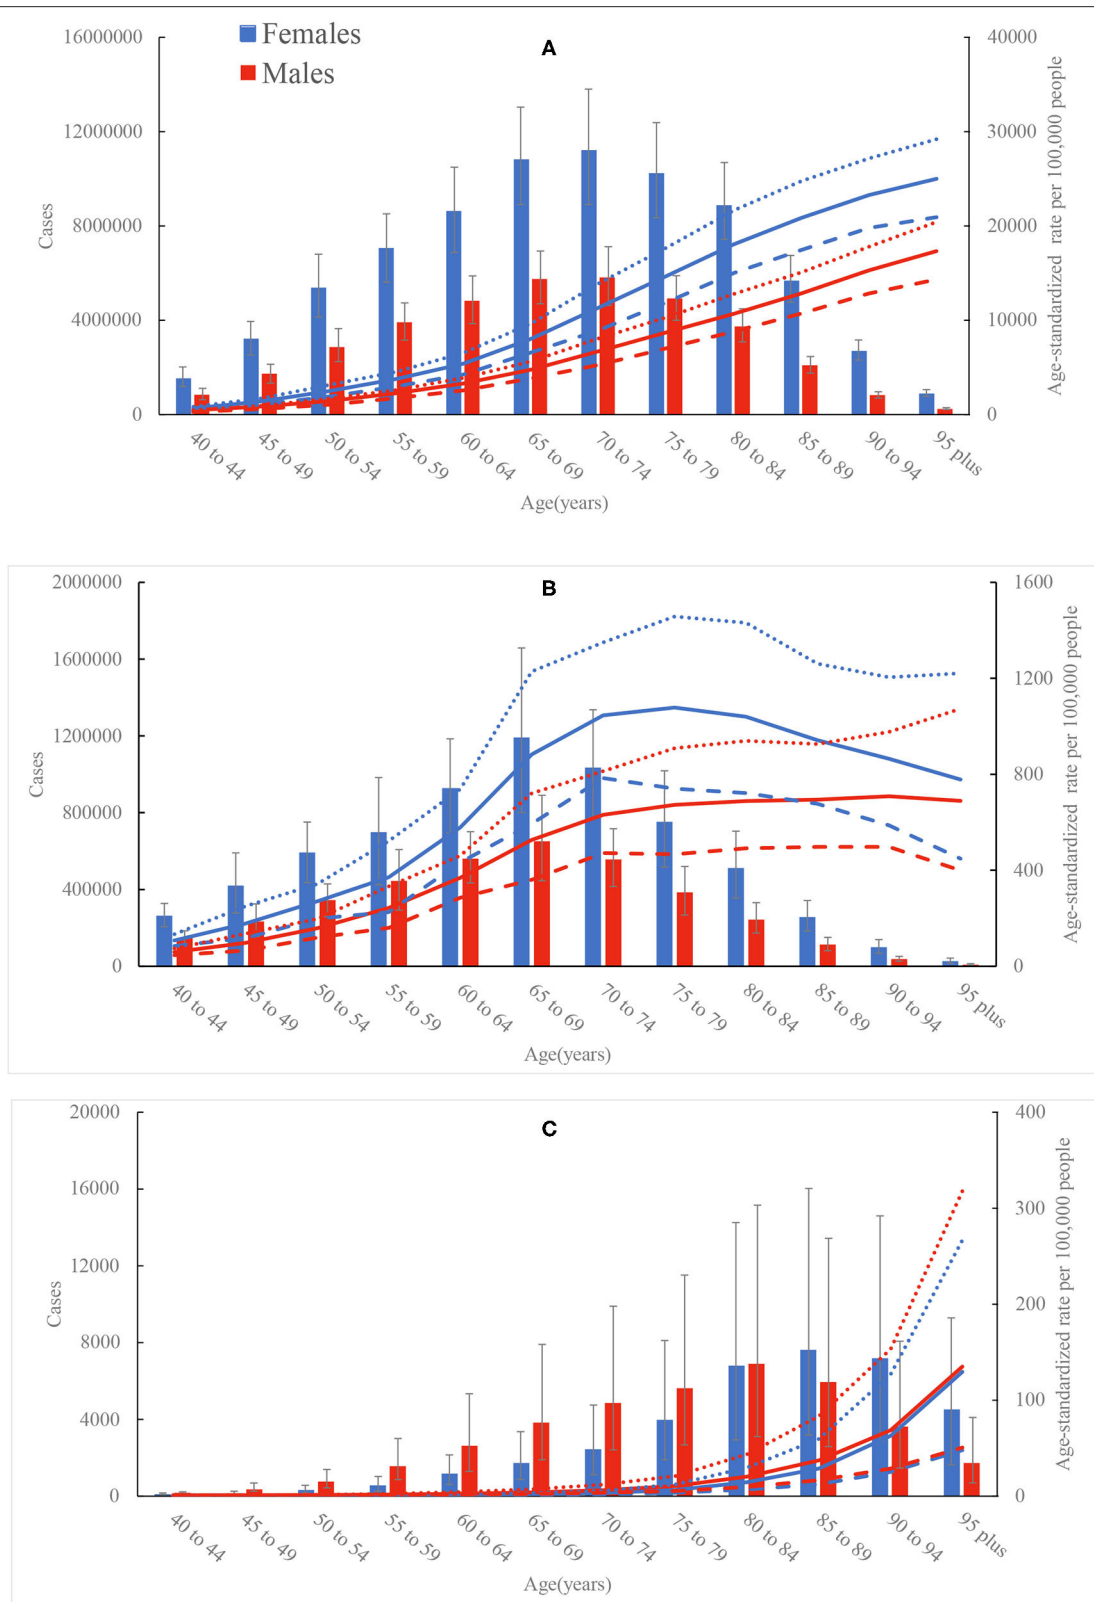 Females
Males
A
16000000
12000000
8000000
4000000
0
Cases
40000
30000
20000
10000
0
Age-standardized rate per 100,000 people
40 to 44
45 to 49
50 to 54
55 to 59
60 to 64
65 to 69
70 to 74
75 to 79
80 to 84
85 to 89
90 to 94
95 plus
Age(years)
B
2000000
1600000
1200000
800000
400000
0
Cases
1600
1200
800
400
0
Age-standardized rate per 100,000 people
40 to 44
45 to 49
50 to 54
55 to 59
60 to 64
65 to 69
70 to 74
75 to 79
80 to 84
85 to 89
90 to 94
95 plus
Age(years)
C
20000
16000
12000
8000
4000
0
Cases
400
300
200
100
0
Age-standardized rate per 100,000 people
40 to 44
45 to 49
50 to 54
55 to 59
60 to 64
65 to 69
70 to 74
75 to 79
80 to 84
85 to 89
90 to 94
95 plus
Age(years)